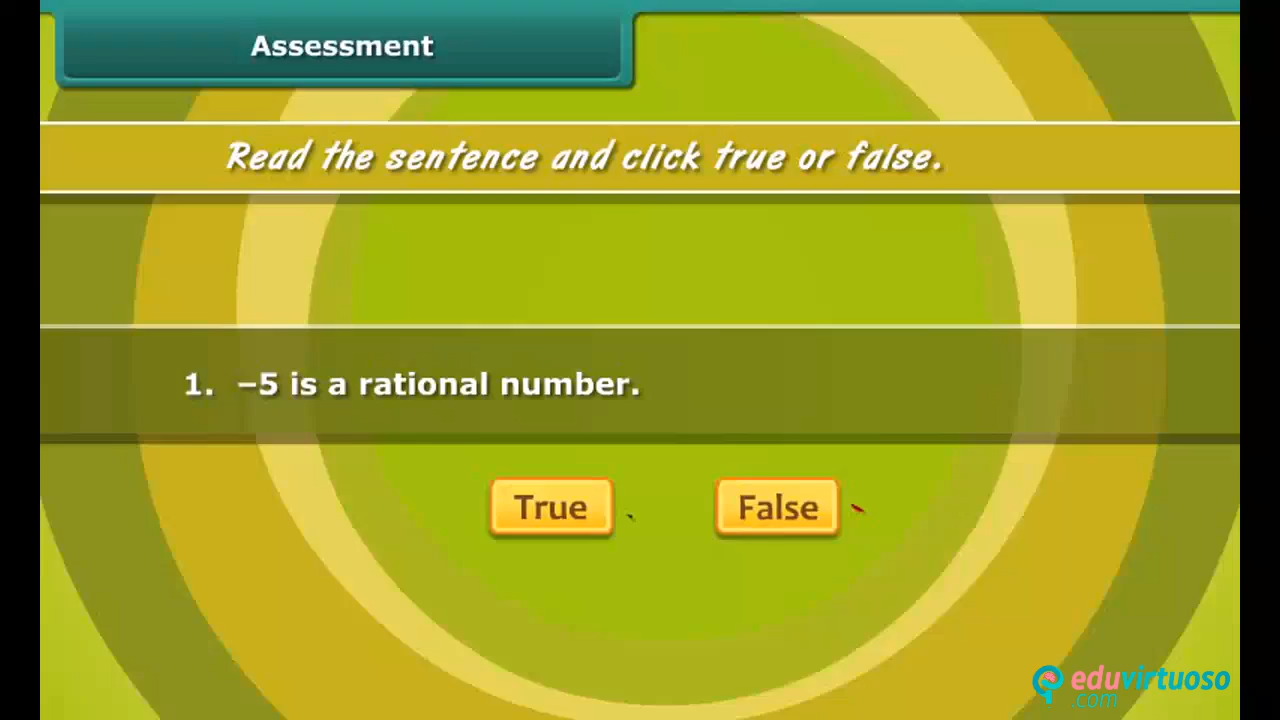 Assessment
Read the sentence and click true or false.
1. –5 is a rational number.
True False
eduvirtuoso
.com